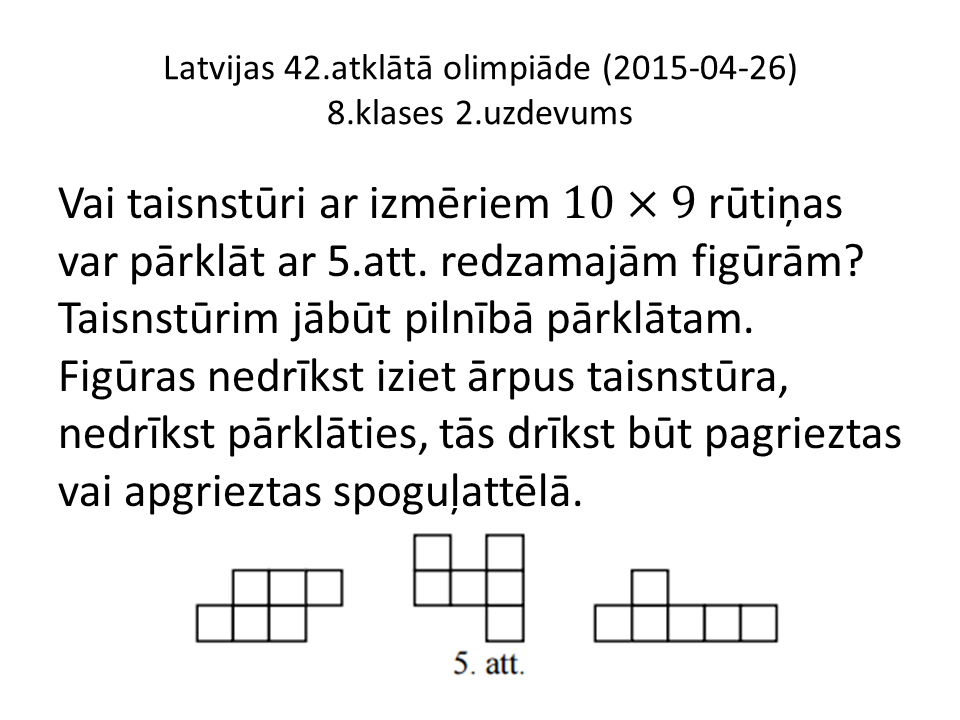 Latvijas 42.atklātā olimpiāde (2015-04-26)
8.klases 2.uzdevums
Vai taisnstūri ar izmēriem 10 × 9 rūtiņas
var pārklāt ar 5.att. redzamajām figūrām?
Taisnstūrim jābūt pilnībā pārklātam.
Figūras nedrīkst iziet ārpus taisnstūra,
nedrīkst pārklāties, tās drīkst būt pagrieztas
vai apgrieztas spoguļattēlā.
5. att.